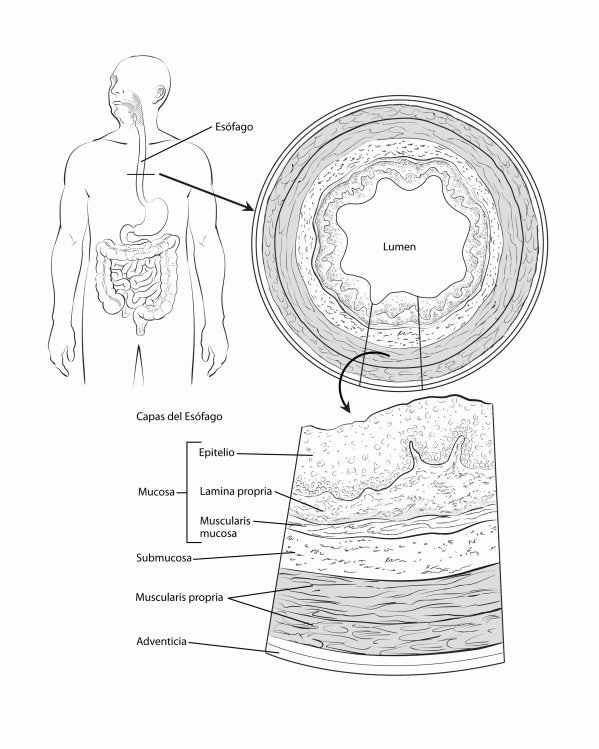 Esófago
Lumen
Capas del Esófago
Epitelio
Mucosa
Lamina propria
Muscularis
mucosa
Submucosa
Muscularis propria
Adventicia